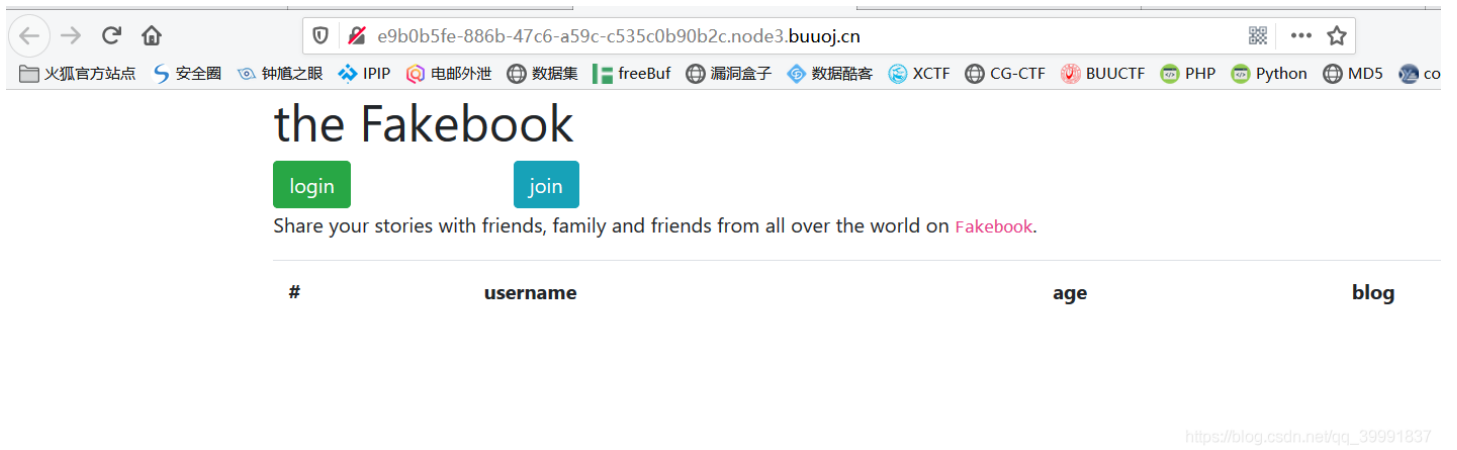 e9b0b5fe-886b-47c6-a59c-c535c0b90b2c.node3.buuoj.cn
火狐官方站点 安全圈 钟馗之眼 IPIP 电邮外泄 数据集 freeBuf 漏洞盒子 数据酷客 XCTF CG-CTF BUUCTF PHP Python MD5 co
the Fakebook
login join
Share your stories with friends, family and friends from all over the world on Fakebook.
# username age blog
https://blog.csdn.net/qq_39991837